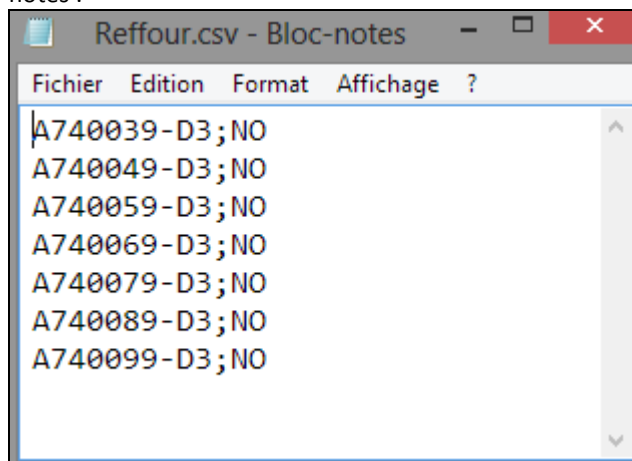 notes :
Reffour.csv - Bloc-notes
Fichier Edition Format Affichage ?
A740039-D3;NO
A740049-D3;NO
A740059-D3;NO
A740069-D3;NO
A740079-D3;NO
A740089-D3;NO
A740099-D3;NO